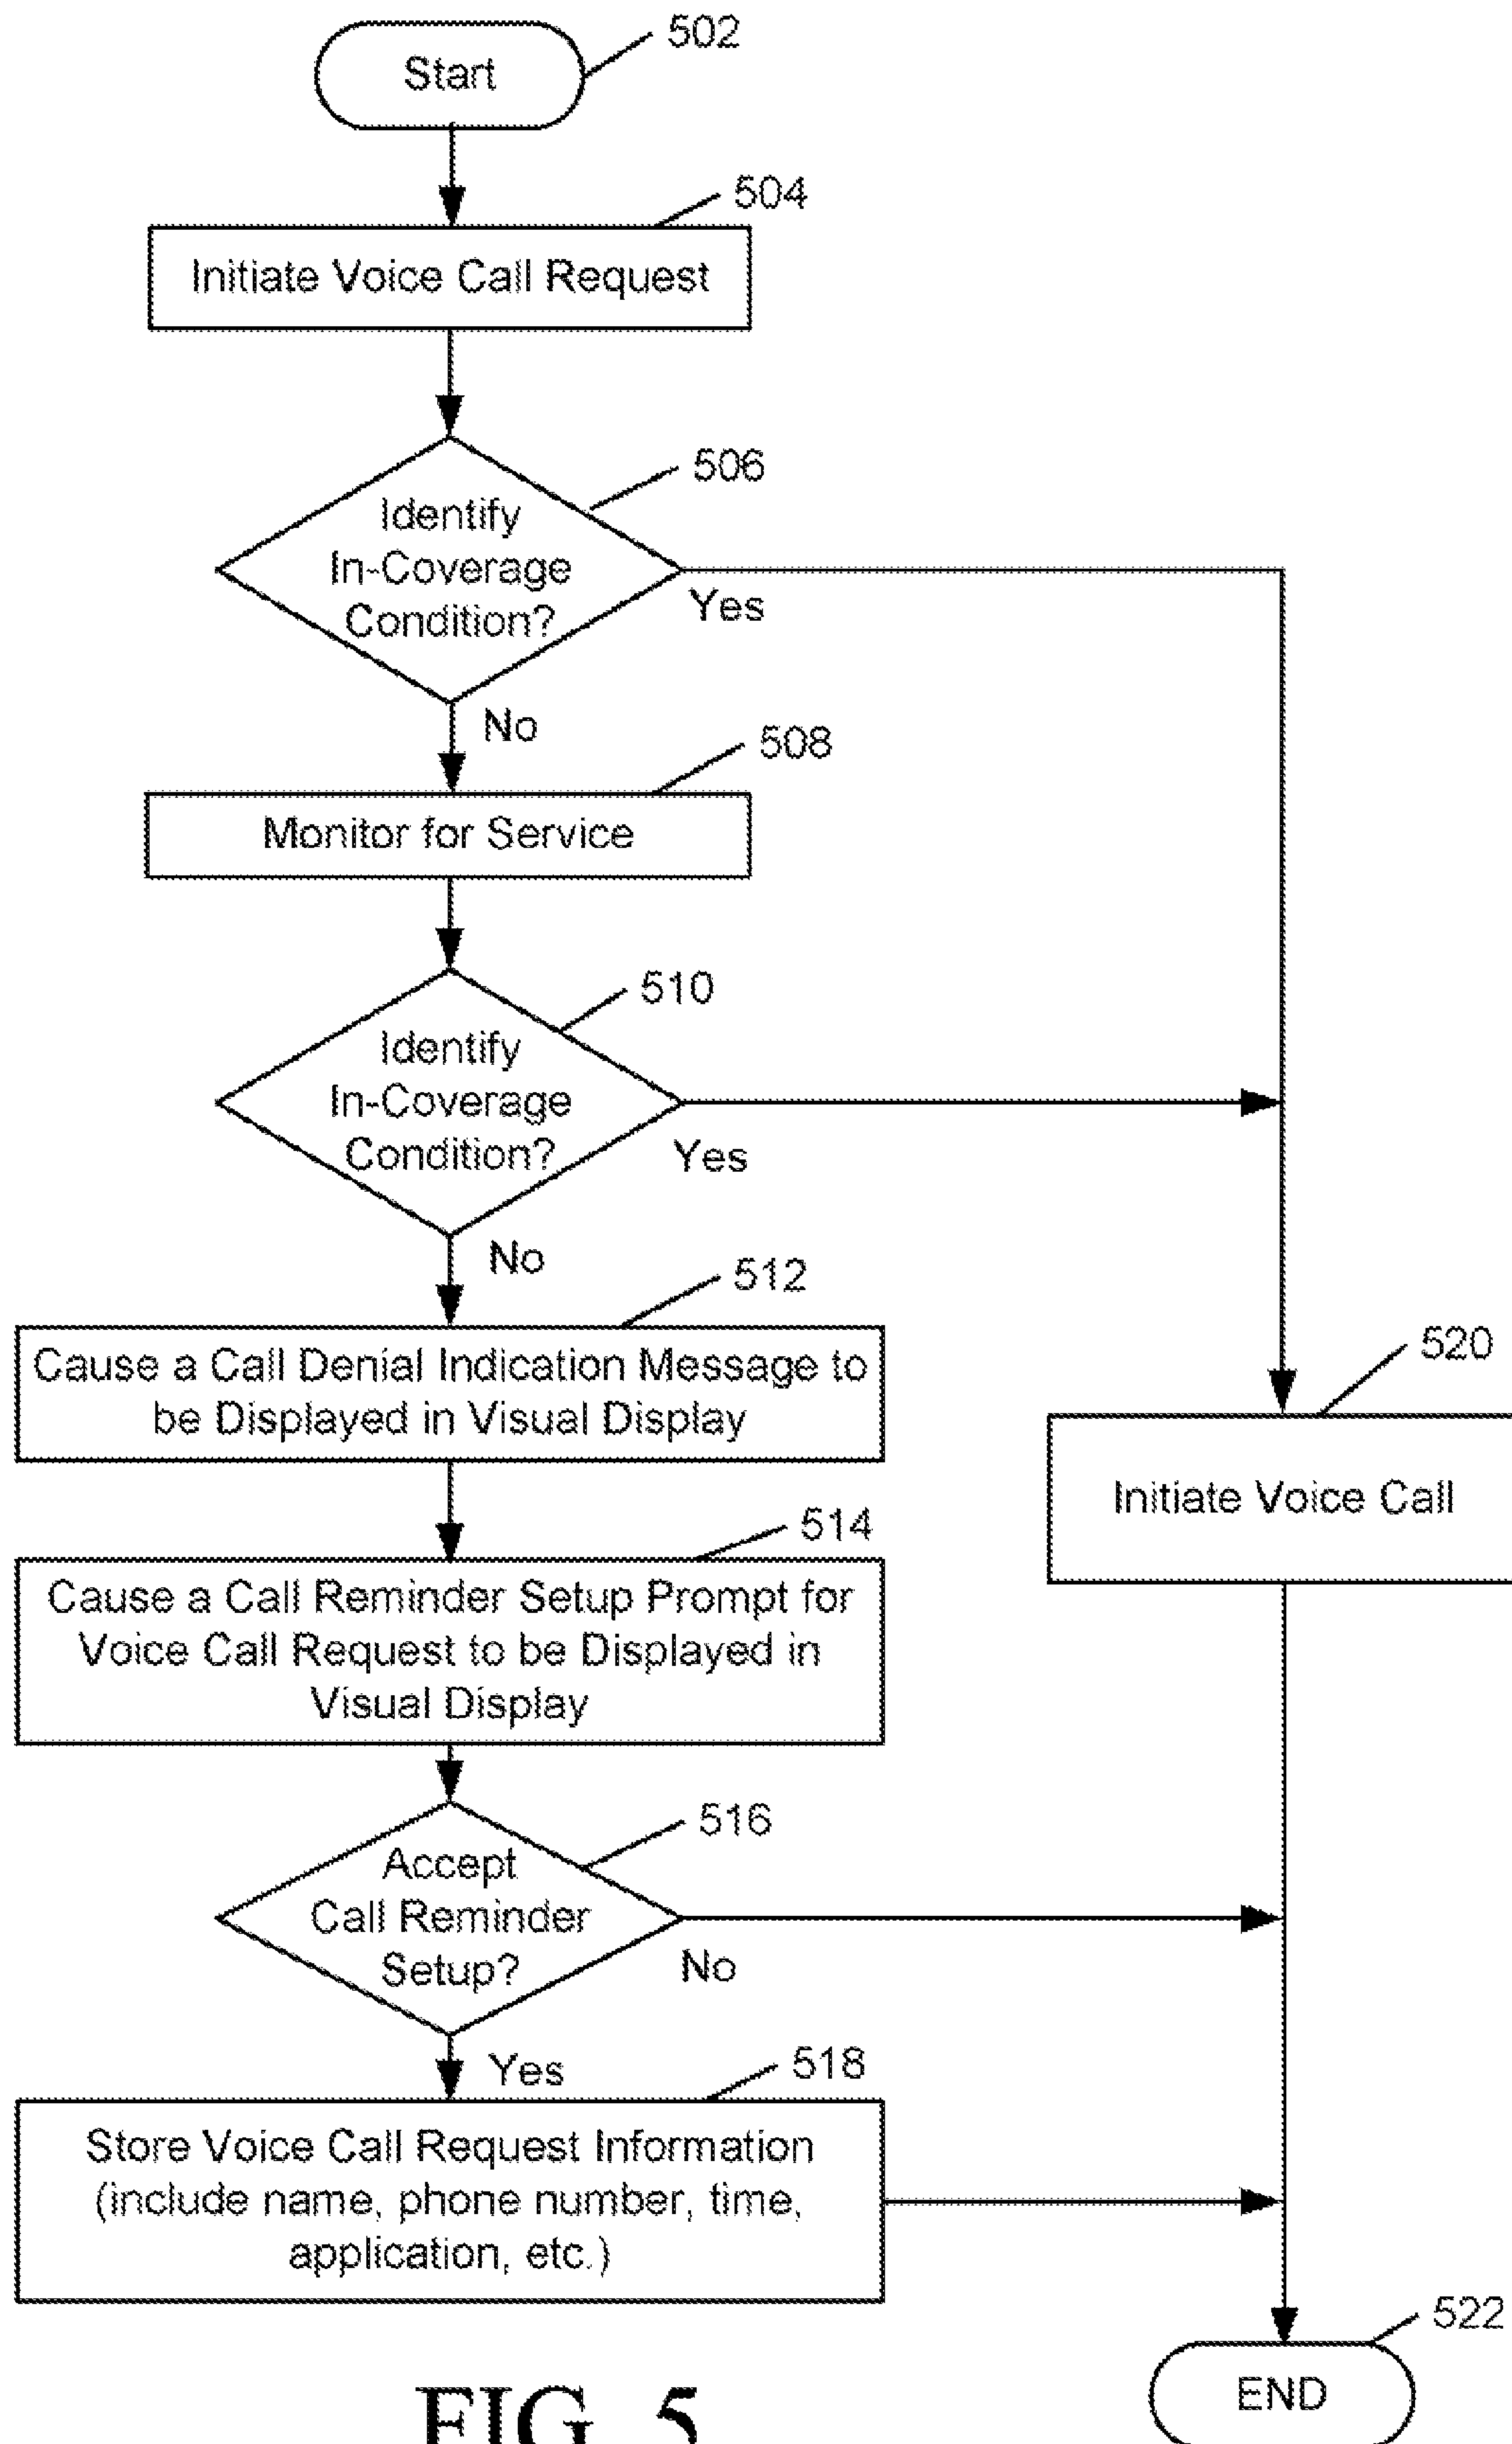 502
Start
504
Initiate Voice Call Request
506
Identify
In-Coverage
Condition?
Yes
No
508
Monitor for Service
510
Identify
In-Coverage
Condition?
Yes
No
512
Cause a Call Denial Indication Message to
be Displayed in Visual Display
520
Initiate Voice Call
514
Cause a Call Reminder Setup Prompt for
Voice Call Request to be Displayed in
Visual Display
516
Accept
Call Reminder
Setup?
No
Yes
518
Store Voice Call Request Information
(include name, phone number, time,
application, etc.)
522
END
FIG. 5